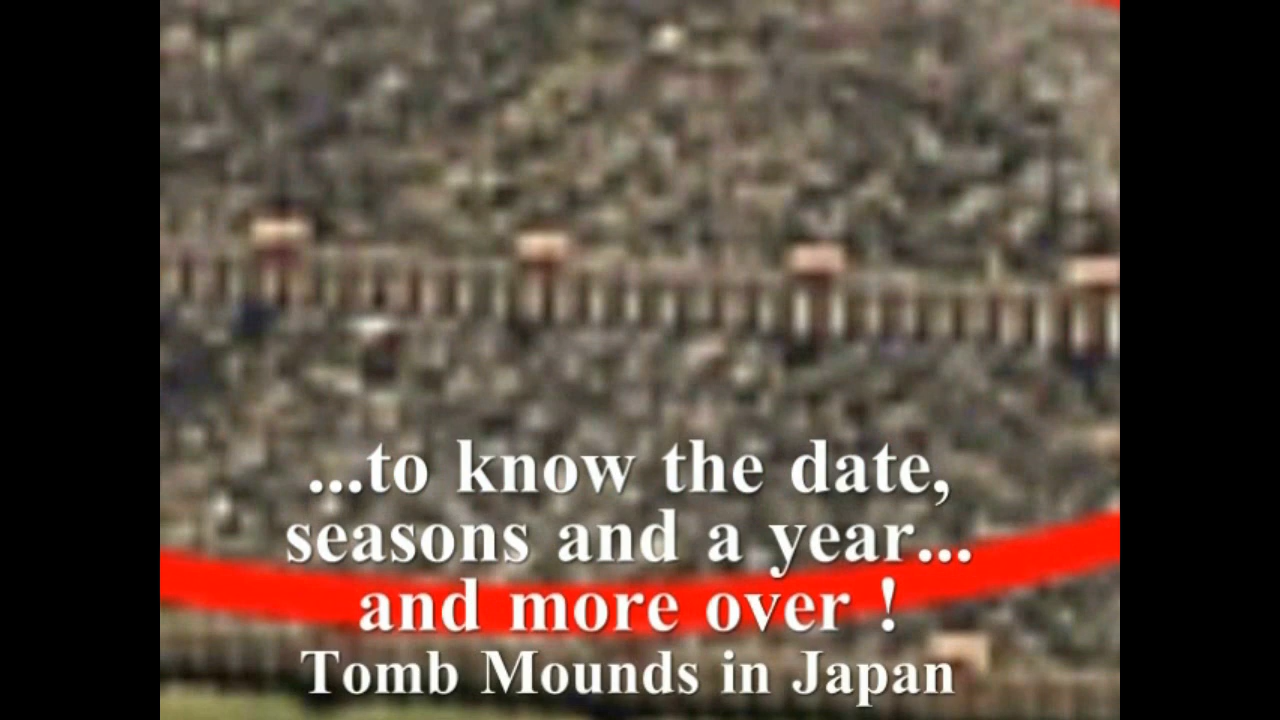 ...to know the date,
seasons and a year...
and more over !
Tomb Mounds in Japan